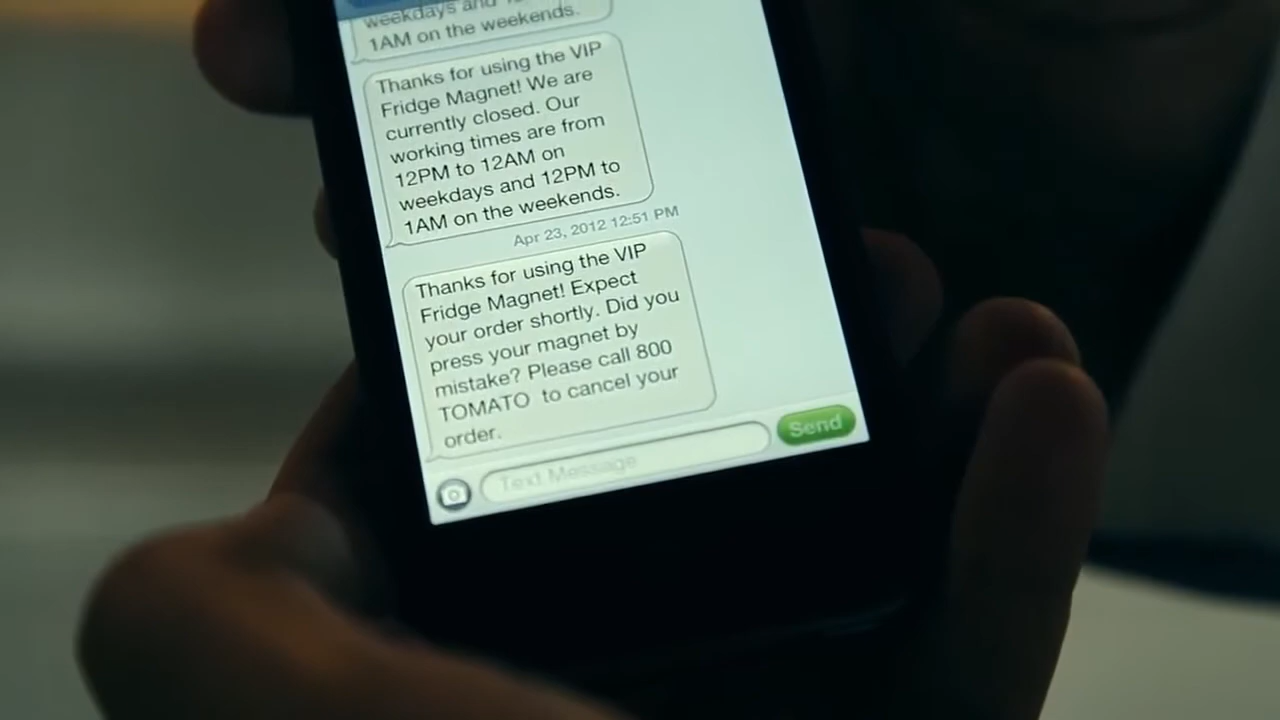 weekdays and
1AM on the weekends.
Thanks for using the VIP
Fridge Magnet! We are
currently closed. Our
working times are from
12PM to 12AM on
weekdays and 12PM to
1AM on the weekends.
Apr 23, 2012 12:51 PM
Thanks for using the VIP
Fridge Magnet! Expect
your order shortly. Did you
press your magnet by
mistake? Please call 800
TOMATO to cancel your
order.
Text Message
Send